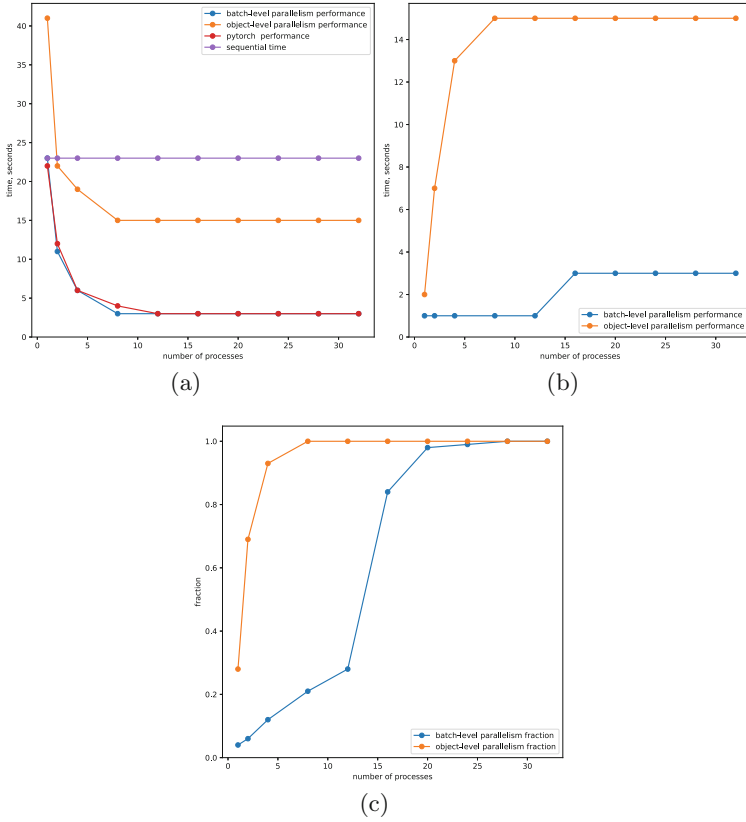 batch-level parallelism performance
object-level parallelism performance
pytorch performance
sequential time
time, seconds
40
35
30
25
20
15
10
5
0
0 5 10 15 20 25 30
number of processes
(a)
time, seconds
14
12
10
8
6
4
2
0
0 5 10 15 20 25 30
batch-level parallelism performance
object-level parallelism performance
number of processes
(b)
fraction
1.0
0.8
0.6
0.4
0.2
0.0
0 5 10 15 20 25 30
batch-level parallelism fraction
object-level parallelism fraction
number of processes
(c)